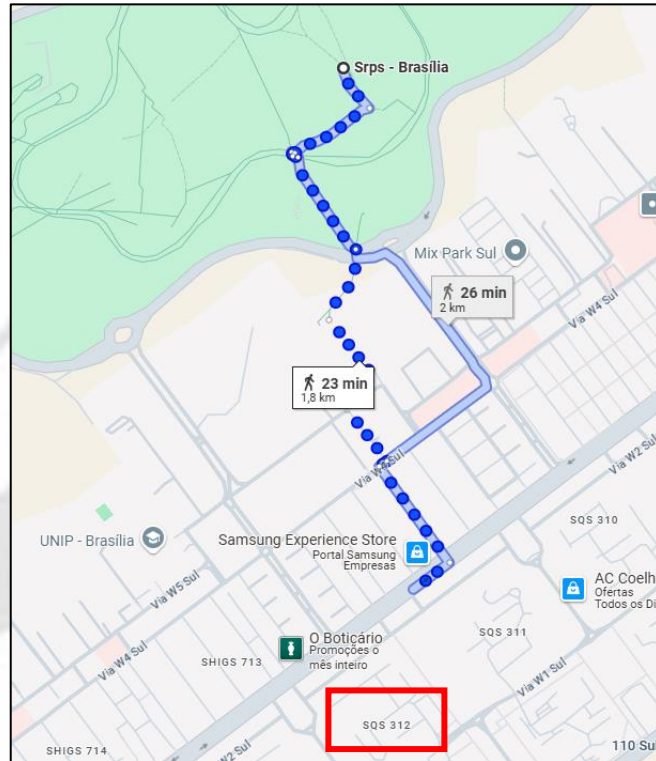 Srps - Brasília
Mix Park Sul
26 min
2 km
Via W4 Sul
23 min
1,8 km
Via W4 Sul
Via W2 Sul
SQS 310
UNIP - Brasília
Samsung Experience Store
Portal Samsung
Empresas
Via W5 Sul
AC Coelh
Ofertas
Todos os Di
O Boticário
Promoções o
mês inteiro
SQS 311
Via W4 Sul
SHIGS 713
Via W1 Sul
SQS 312
SHIGS 714
110 Su